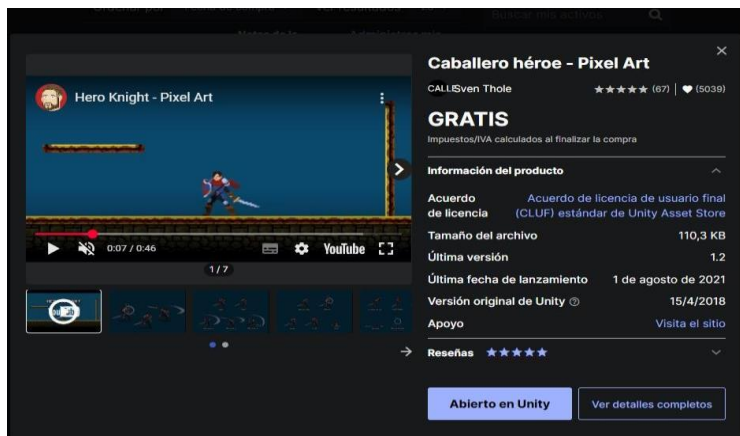 Hero Knight - Pixel Art
0:07 / 0:46
YouTube
1/7
Caballero héroe - Pixel Art
CALLISven Thole
(67) | (5039)
GRATIS
Impuestos/IVA calculados al finalizar la compra
Información del producto
Acuerdo de licencia
Acuerdo de licencia de usuario final
(CLUF) estándar de Unity Asset Store
Tamaño del archivo 110,3 KB
Última versión 1.2
Última fecha de lanzamiento 1 de agosto de 2021
Versión original de Unity 15/4/2018
Apoyo Visita el sitio
Reseñas
Abierto en Unity
Ver detalles completos